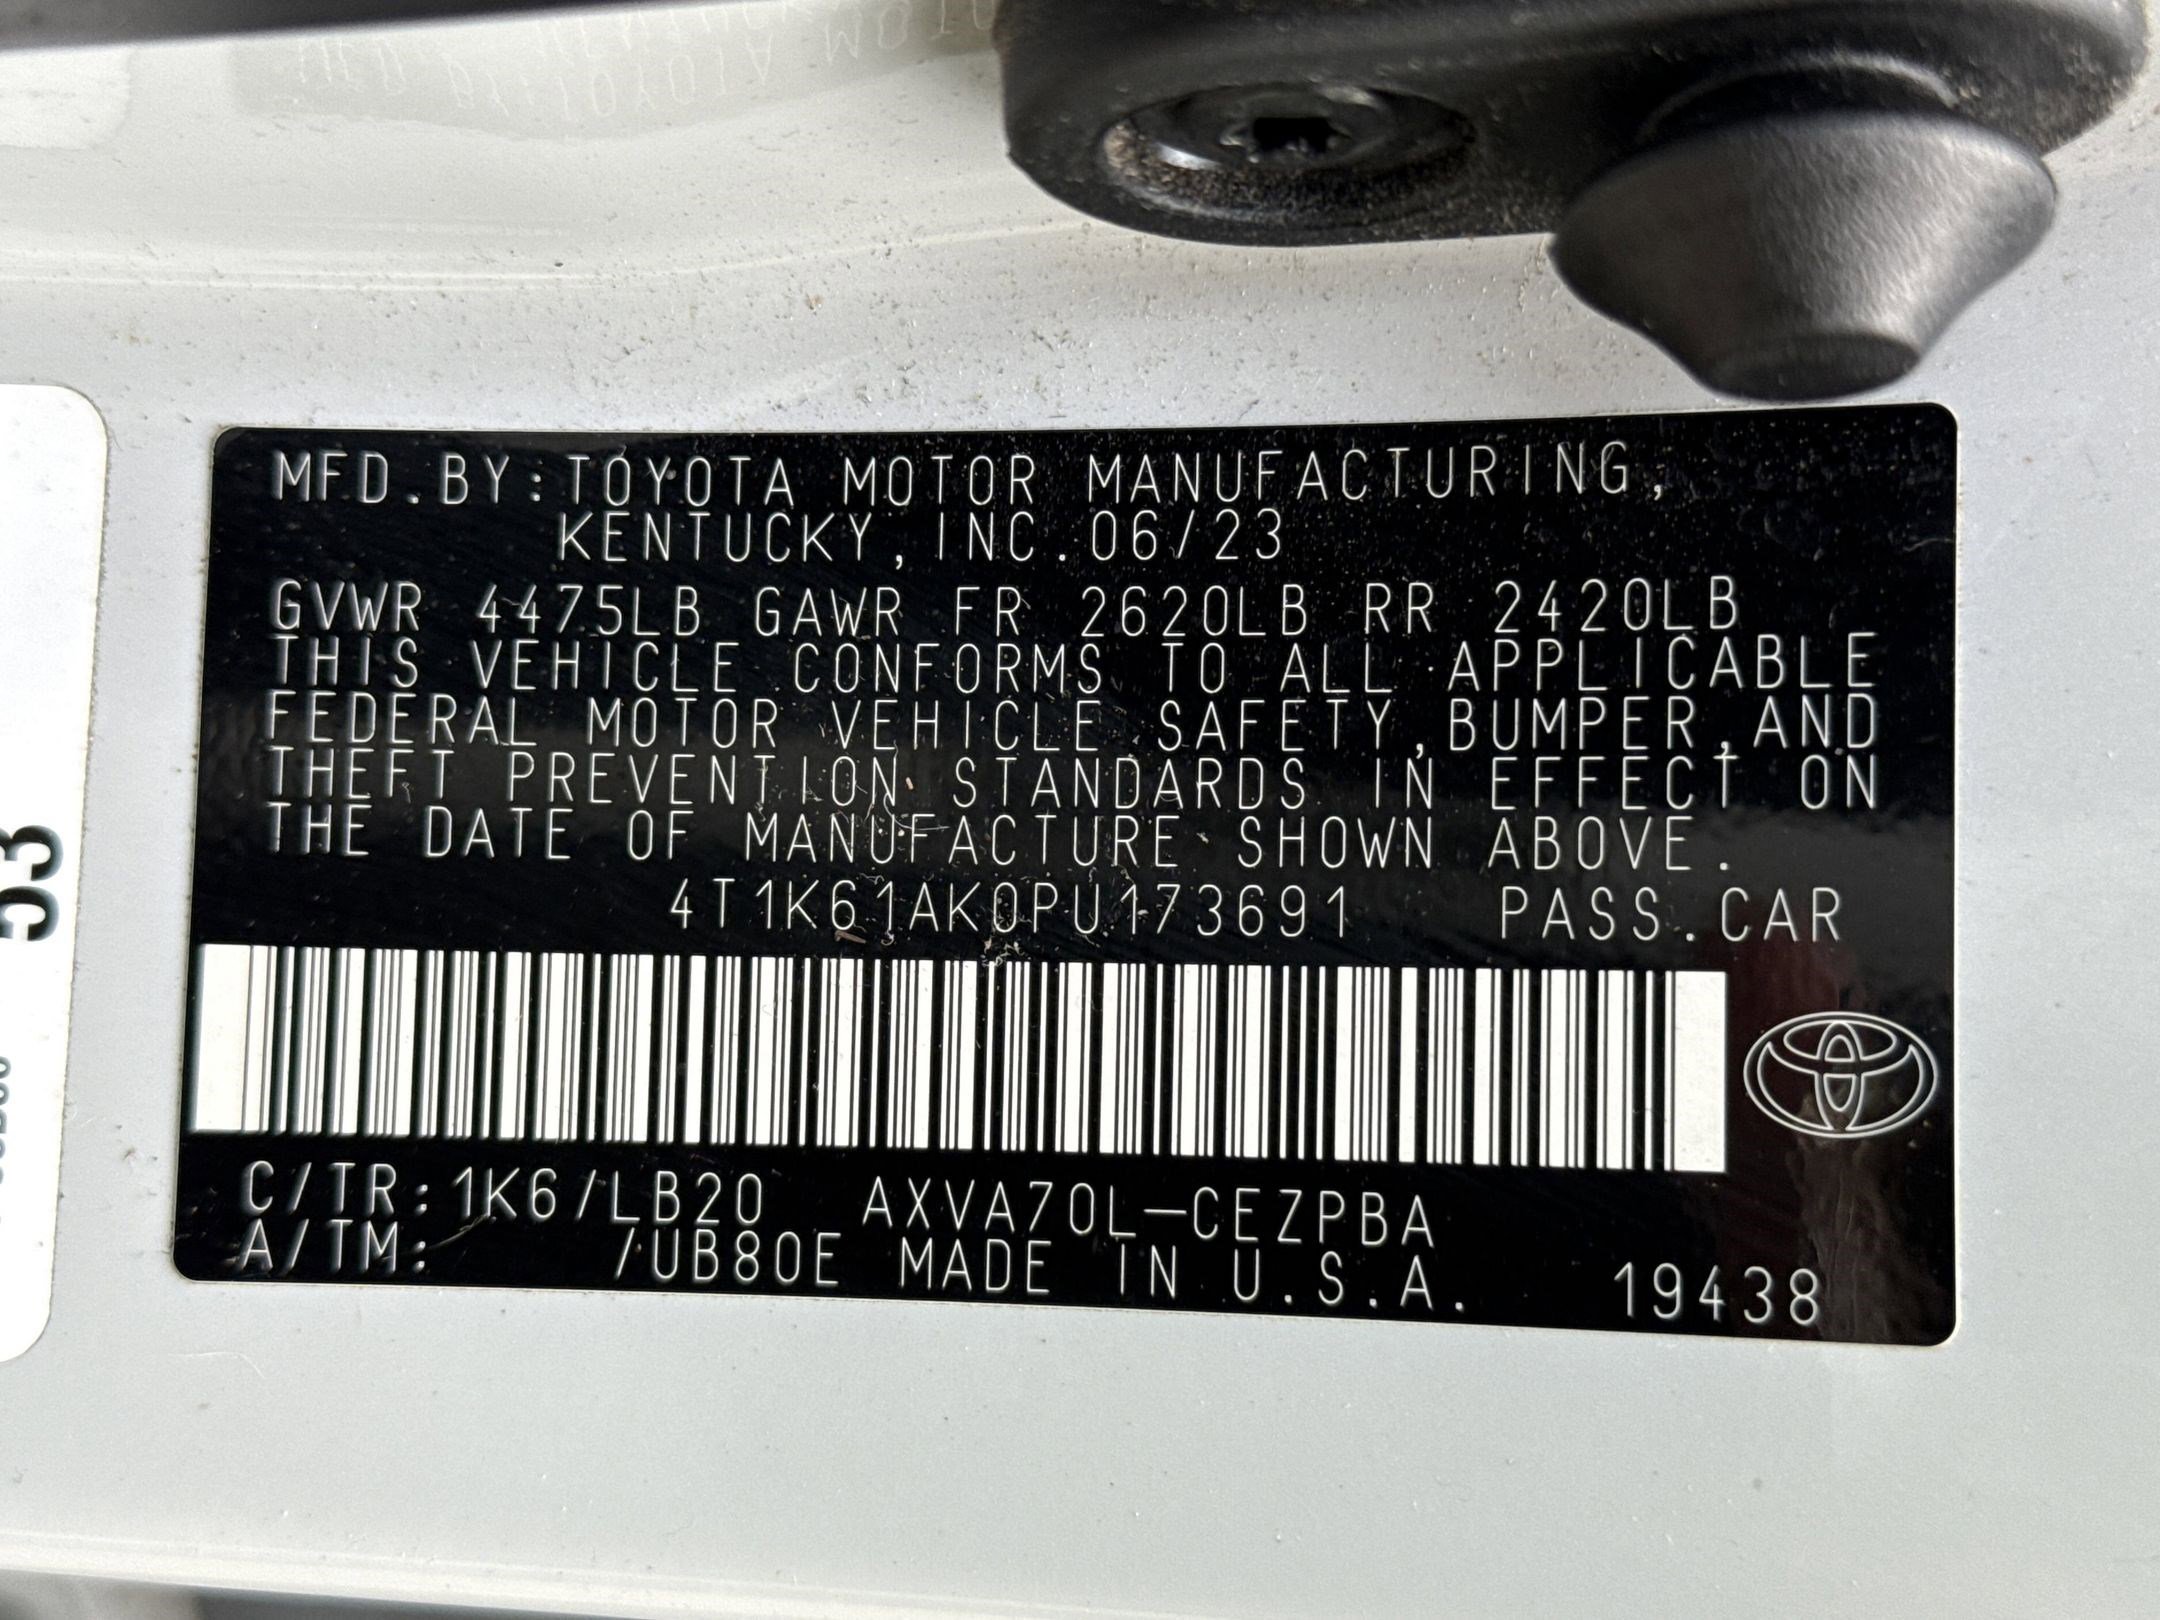 MFD.BY:TOYOTA MOTOR MANUFACTURING,
KENTUCKY,INC.06/23
GVWR 4475LB GAWR FR 2620LB RR 2420LB
THIS VEHICLE CONFORMS TO ALL APPLICABLE
FEDERAL MOTOR VEHICLE SAFETY,BUMPER,AND
THEFT PREVENTION STANDARDS IN EFFECT ON
THE DATE OF MANUFACTURE SHOWN ABOVE.
4T1K61AK0PU173691 PASS.CAR
C/TR:1K6/LB20 AXVA70L-CEZPBA
A/TM: /UB80E MADE IN U.S.A. 19438
53